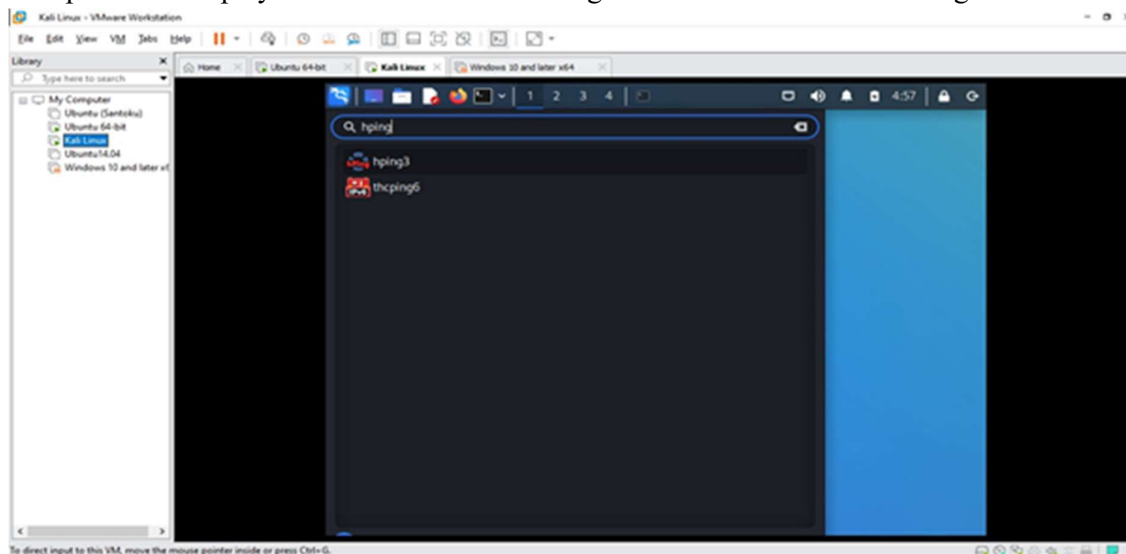 Kali Linux - VMware Workstation
File Edit View VM Tabs Help
Library
Type here to search
Home
Ubuntu 64-bit
Kali Linux
Windows 10 and later x64
My Computer
Ubuntu (Santoku)
Ubuntu 64-bit
Kali Linux
Ubuntu14.04
Windows 10 and later x6
1 2 3 4
4:57
hping
hping3
thcping6
To direct input to this VM, move the mouse pointer inside or press Ctrl+G.